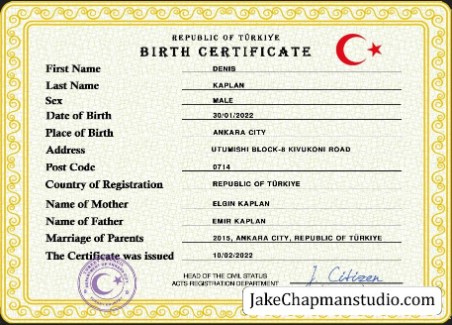 REPUBLIC OF TÜRKIYE
BIRTH CERTIFICATE
First Name DENIS
Last Name KAPLAN
Sex MALE
Date of Birth 30/01/2022
Place of Birth ANKARA CITY
Address UTUMISHI BLOCK-8 KIVUKONI ROAD
Post Code 0714
Country of Registration REPUBLIC OF TÜRKIYE
Name of Mother ELGIN KAPLAN
Name of Father EMIR KAPLAN
Marriage of Parents 2015, ANKARA CITY, REPUBLIC OF TÜRKIYE
The Certificate was issued 10/02/2022
HEAD OF THE CIVIL STATUS
ACTS REGISTRATION DEPARTMENT J. Citizen
JakeChapmanstudio.com